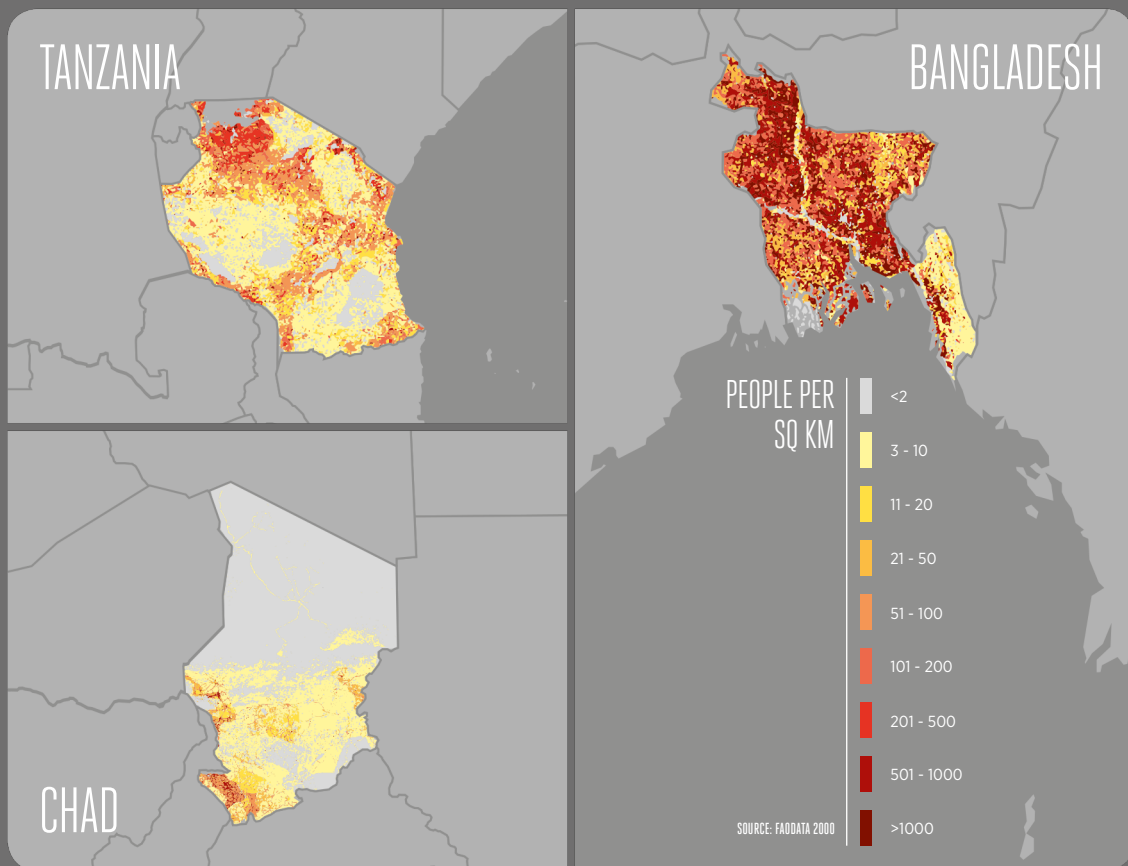 TANZANIA
BANGLADESH
CHAD
PEOPLE PER
SQ KM
<2
3 - 10
11 - 20
21 - 50
51 - 100
101 - 200
201 - 500
501 - 1000
>1000
SOURCE: FAODATA 2000